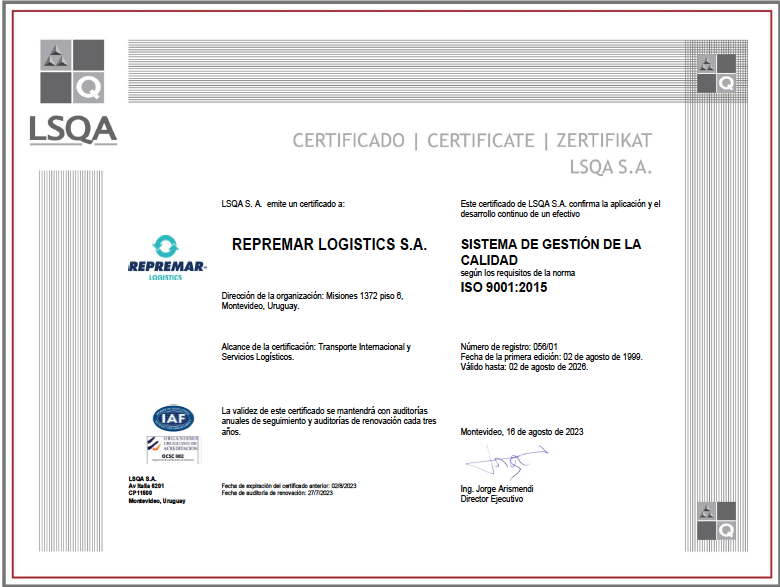 LSQA
CERTIFICADO | CERTIFICATE | ZERTIFIKAT
LSQA S.A.
LSQA S. A. emite un certificado a:
REPREMAR LOGISTICS S.A.
REPREMAR
LOGISTICS
Dirección de la organización: Misiones 1372 piso 6,
Montevideo, Uruguay.
Alcance de la certificación: Transporte Internacional y
Servicios Logísticos.
La validez de este certificado se mantendrá con auditorías
anuales de seguimiento y auditorías de renovación cada tres
años.
Este certificado de LSQA S.A. confirma la aplicación y el
desarrollo continuo de un efectivo
SISTEMA DE GESTIÓN DE LA
CALIDAD
según los requisitos de la norma
ISO 9001:2015
Número de registro: 056/01
Fecha de la primera edición: 02 de agosto de 1999.
Válido hasta: 02 de agosto de 2026.
Montevideo, 16 de agosto de 2023
Ing. Jorge Arismendi
Director Ejecutivo
IAF
ORGANISMO
URUGUAYO DE
ACREDITACION
OCSC 002
LSQA S.A.
Av Italia 6201
CP11500
Montevideo, Uruguay
Fecha de expiración del certificado anterior: 02/8/2023
Fecha de auditoría de renovación: 27/7/2023
Q
Q
Q